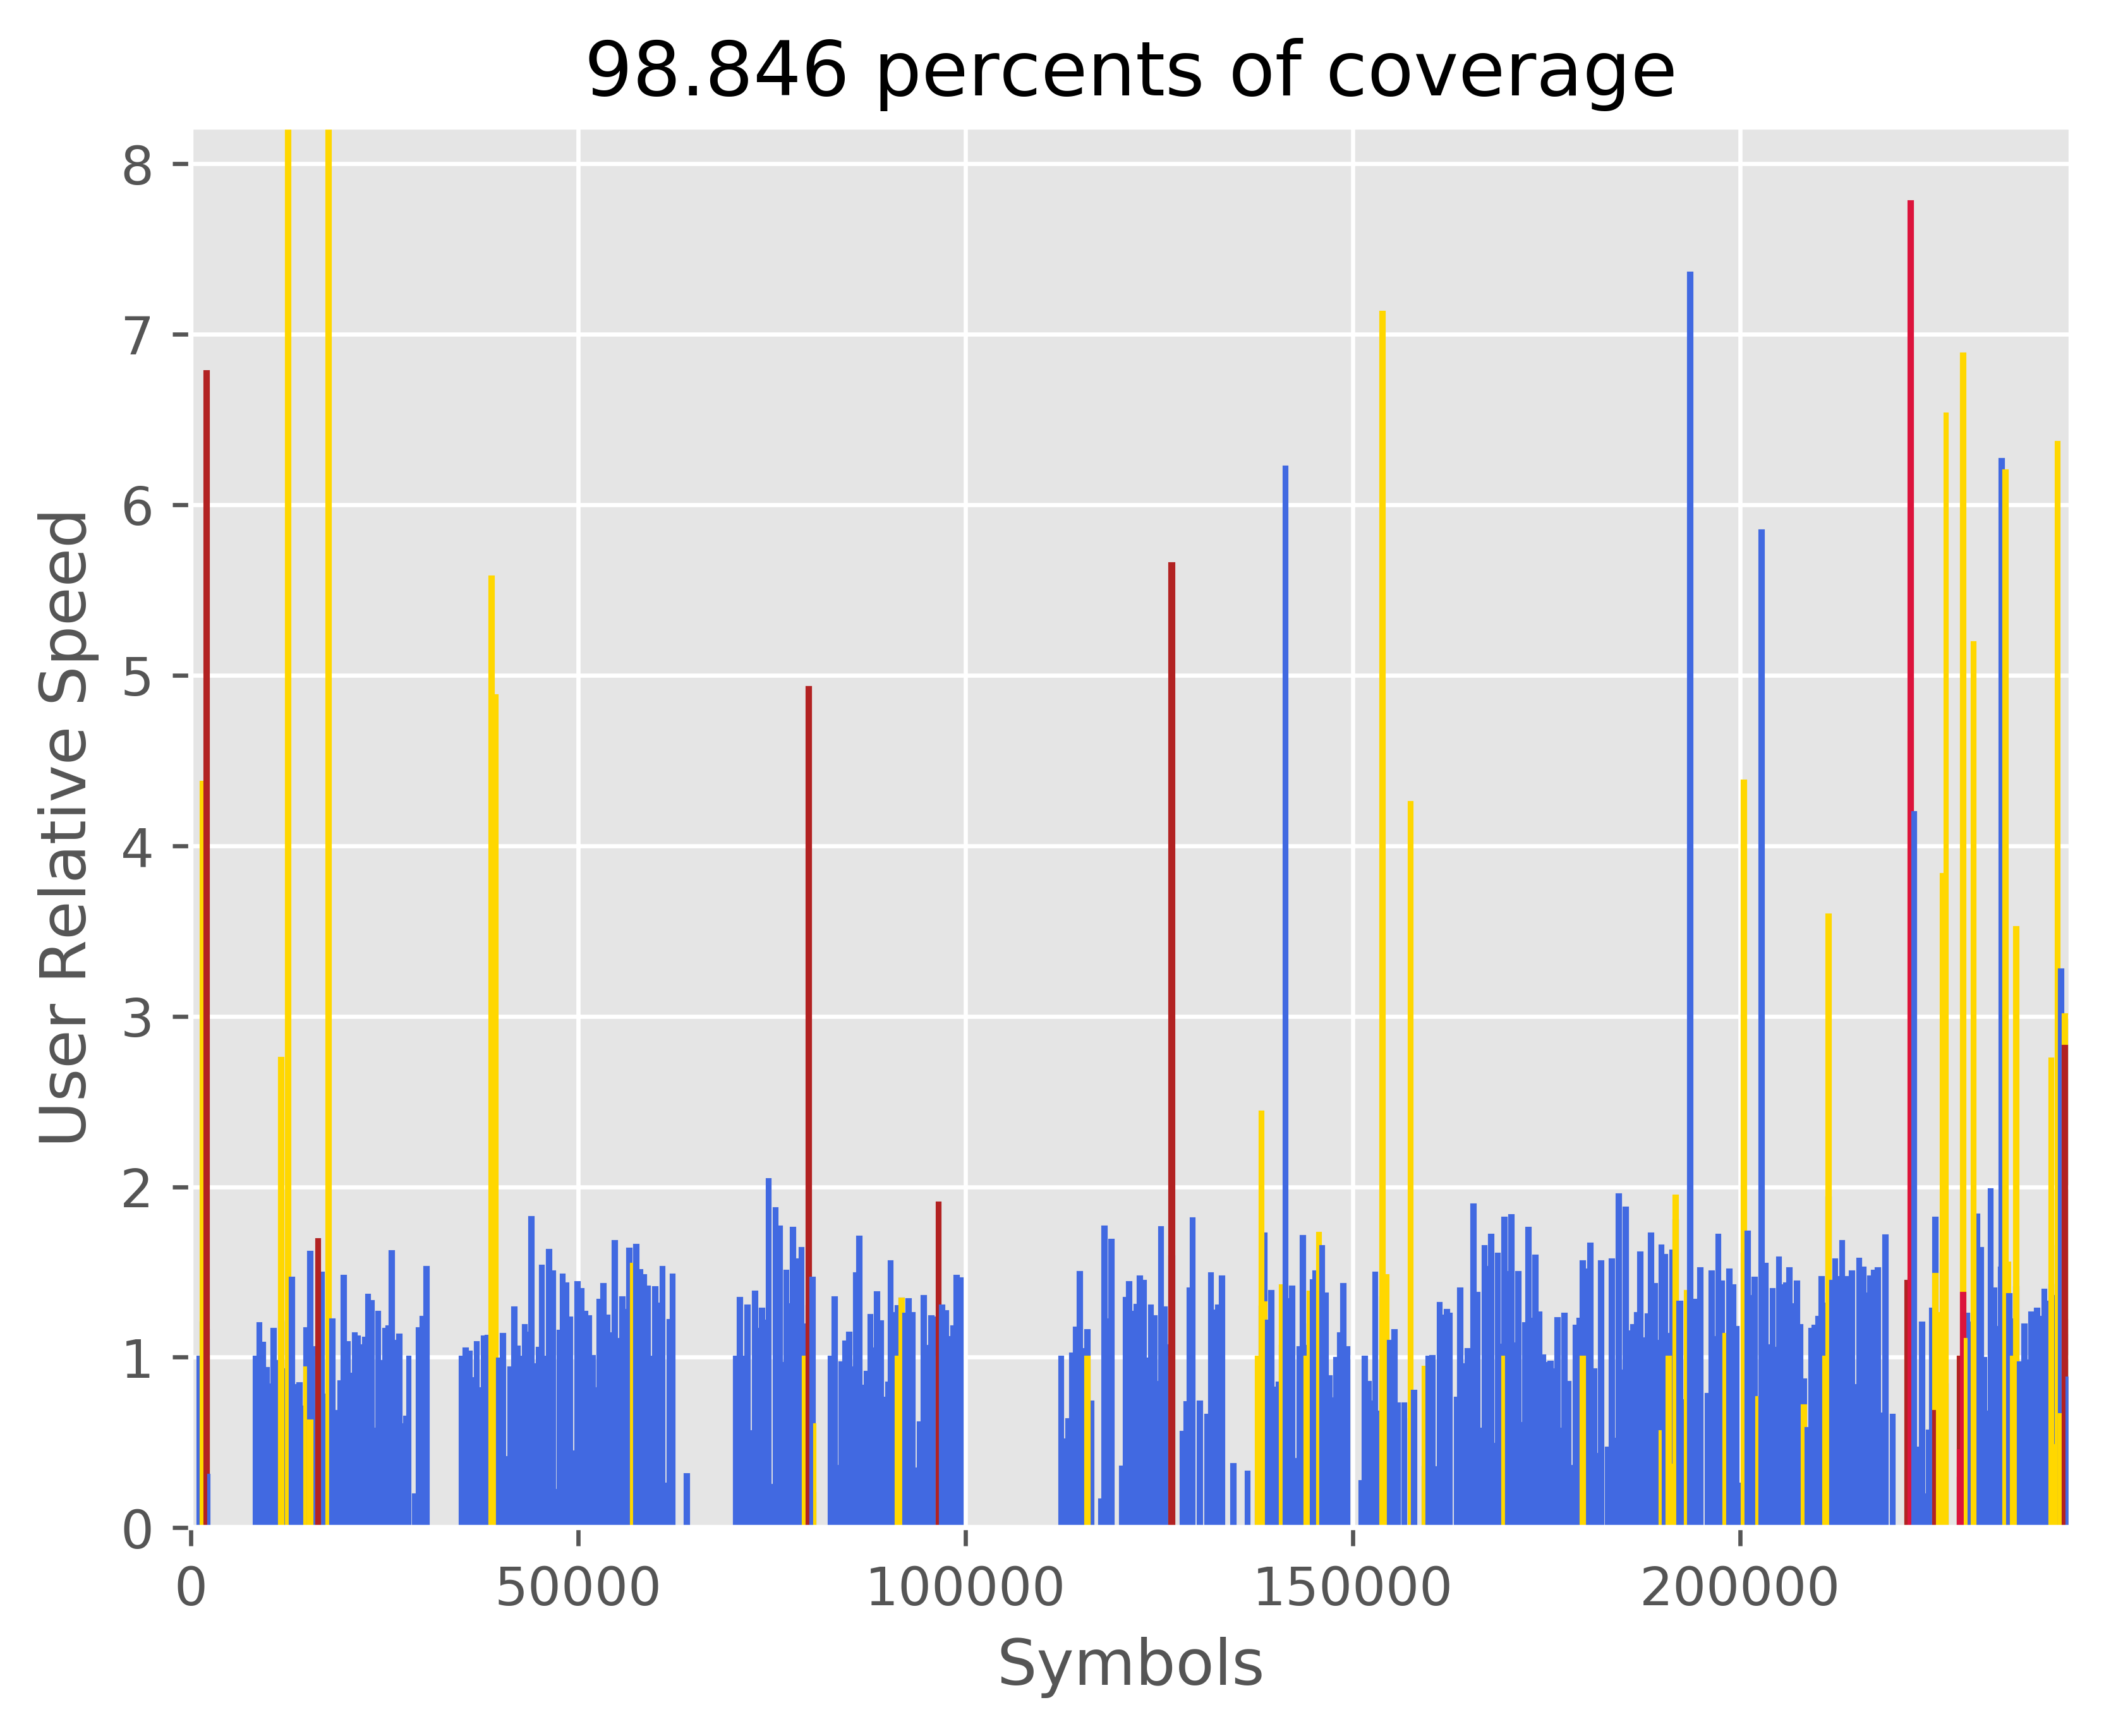 98.846 percents of coverage
8
7
6
5
4
3
2
1
0
User Relative Speed
0 50000 100000 150000 200000
Symbols